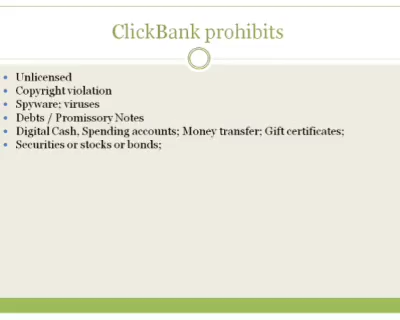 ClickBank prohibits
Unlicensed
Copyright violation
Spyware; viruses
Debts / Promissory Notes
Digital Cash, Spending accounts; Money transfer; Gift certificates;
Securities or stocks or bonds;